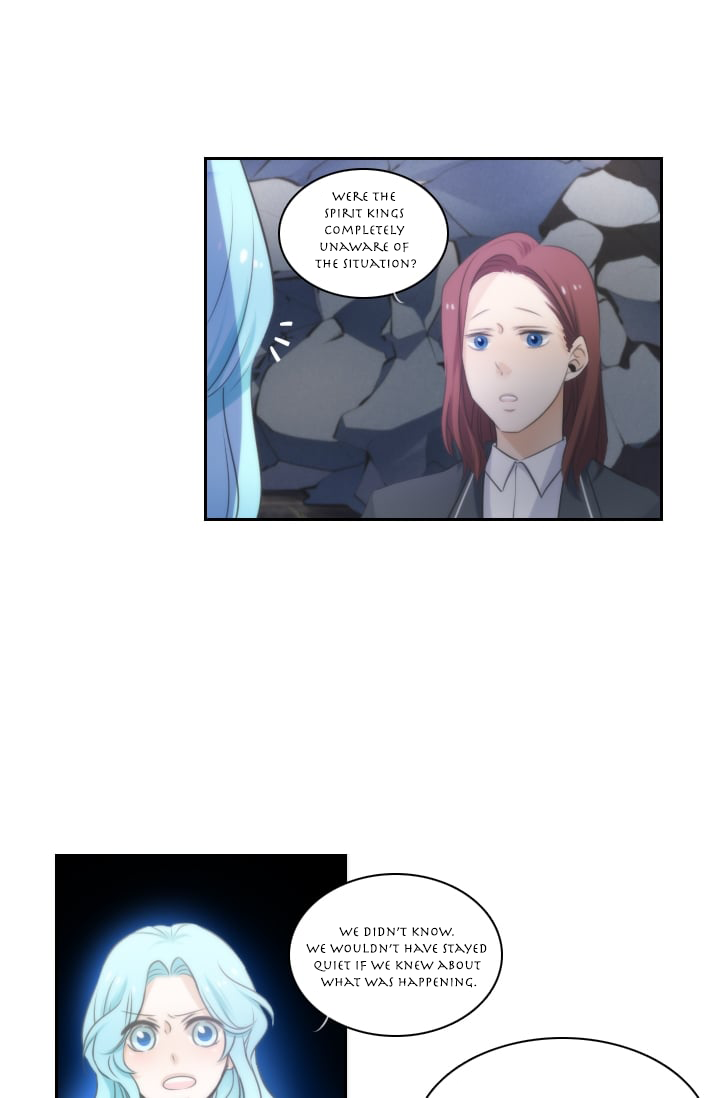 WERE THE
SPIRIT KINGS
COMPLETELY
UNAWARE OF
THE SITUATION?
WE DIDN'T KNOW.
WE WOULDN'T HAVE STAYED
QUIET IF WE KNEW ABOUT
WHAT WAS HAPPENING.